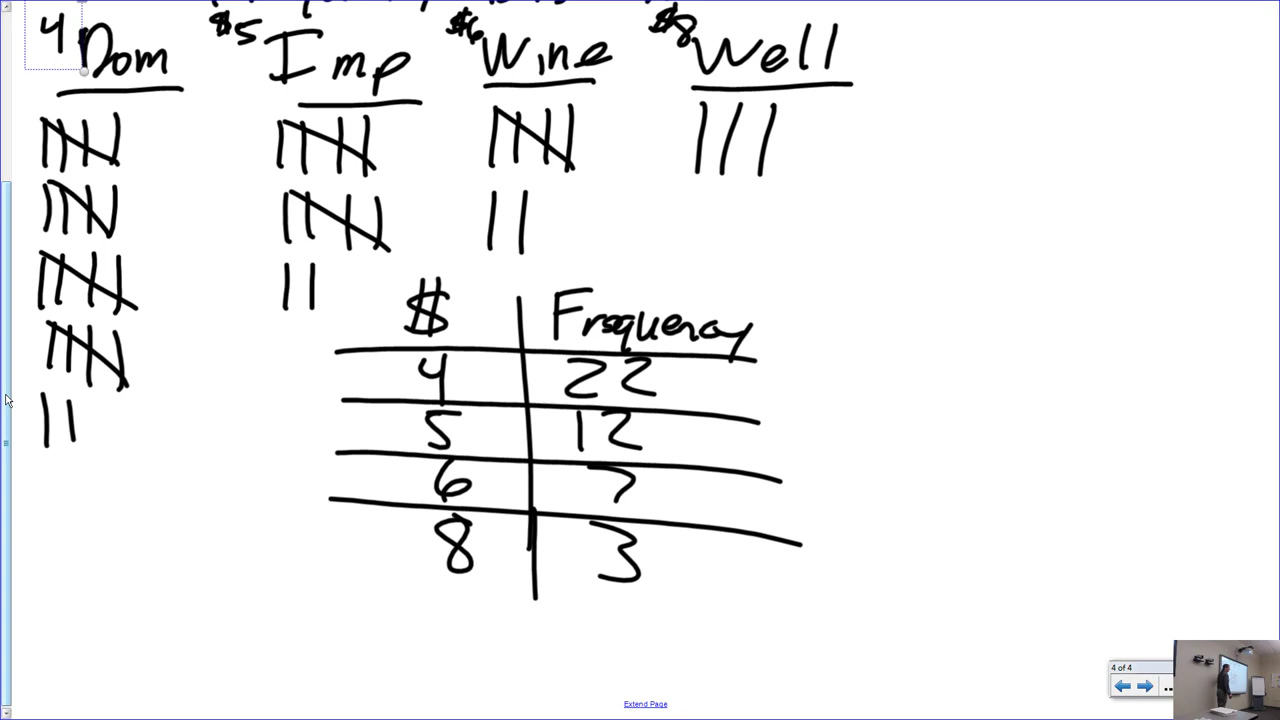 4 Dom $5 Imp $6 Wine $8 Well
$ Frequency
4 22
5 12
6 7
8 3
4 of 4
Extend Page